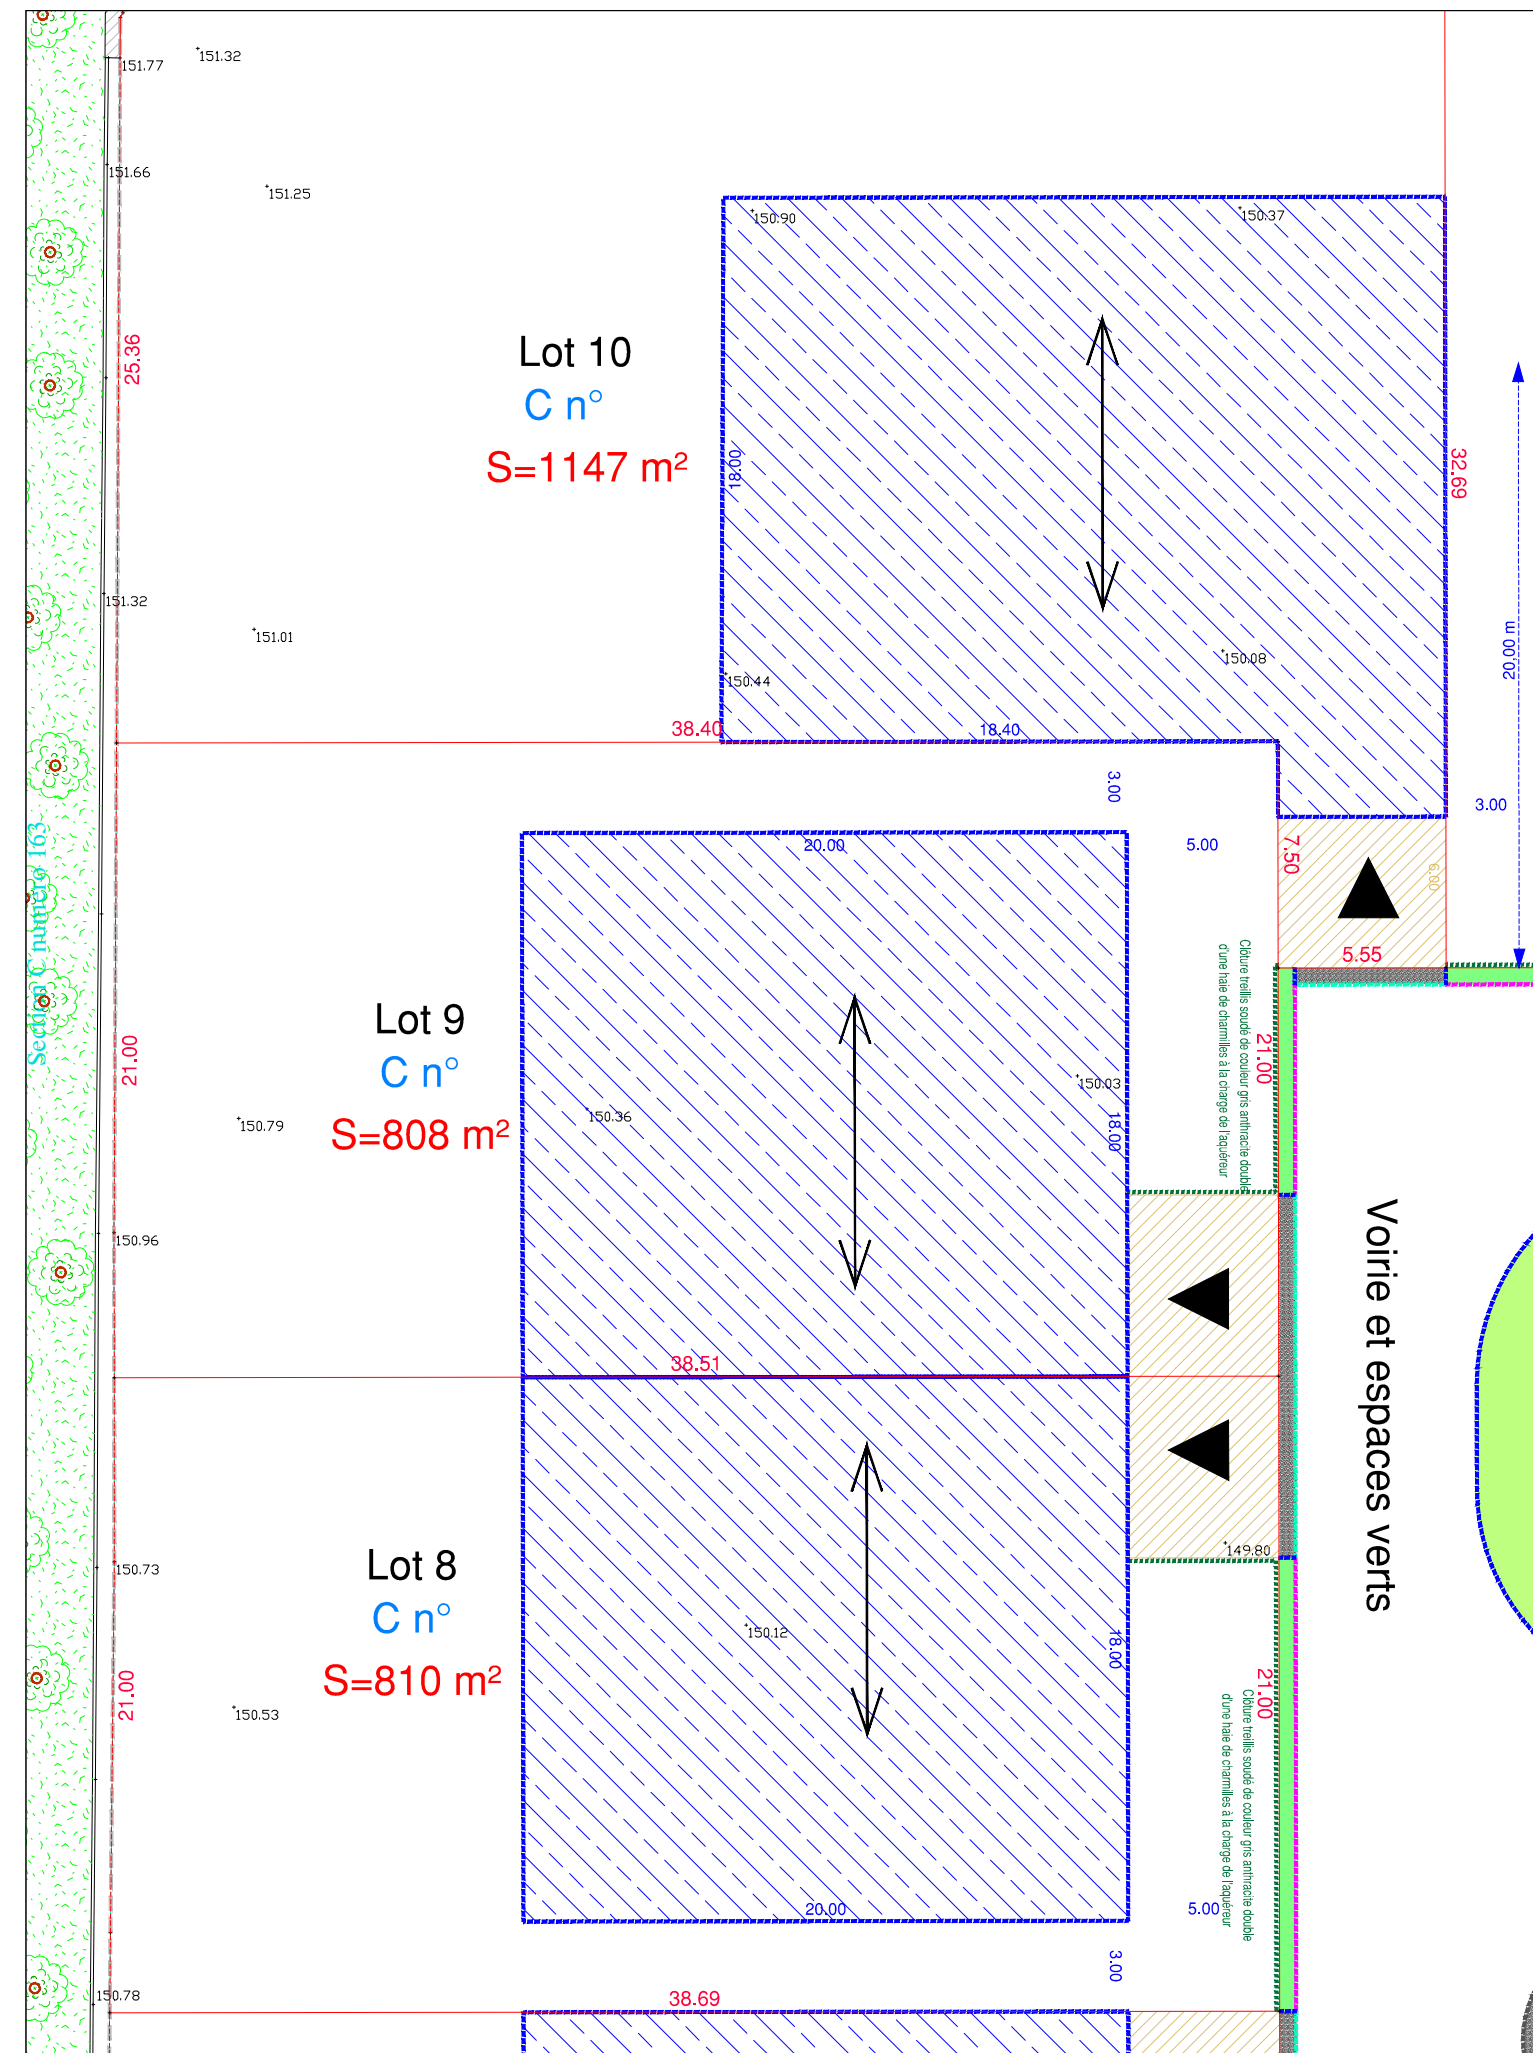 151.77
151.32
151.66
151.25
150.90
150.37
25.36
Lot 10
C n°
S=1147 m²
18.00
32.69
151.32
151.01
150.08
20,00 m
150.44
38.40
18.40
3.00
3.00
20.00
5.00
7.50
6.00
Section C numéro 163
5.55
Clôture treillis soudé de couleur gris anthracite double
d'une haie de charmilles à la charge de l'aquéreur
Lot 9
C n°
S=808 m²
21.00
21.00
150.79
150.36
150.03
18.00
150.96
Voirie et espaces verts
38.51
Lot 8
C n°
S=810 m²
150.73
149.80
150.12
18.00
21.00
21.00
150.53
Clôture treillis soudé de couleur gris anthracite double
d'une haie de charmilles à la charge de l'aquéreur
20.00
5.00
3.00
150.78
38.69